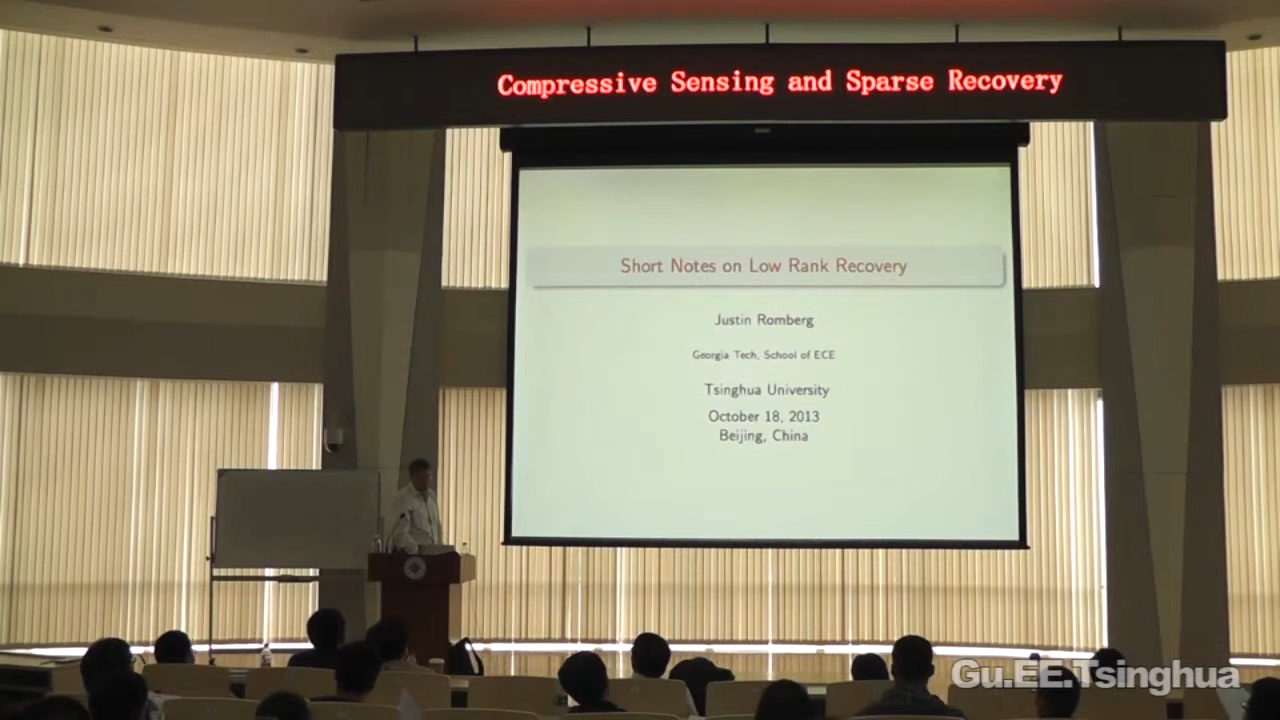 Compressive Sensing and Sparse Recovery
Short Notes on Low Rank Recovery
Justin Romberg
Georgia Tech, School of ECE
Tsinghua University
October 18, 2013
Beijing, China
Gu.EE.Tsinghua